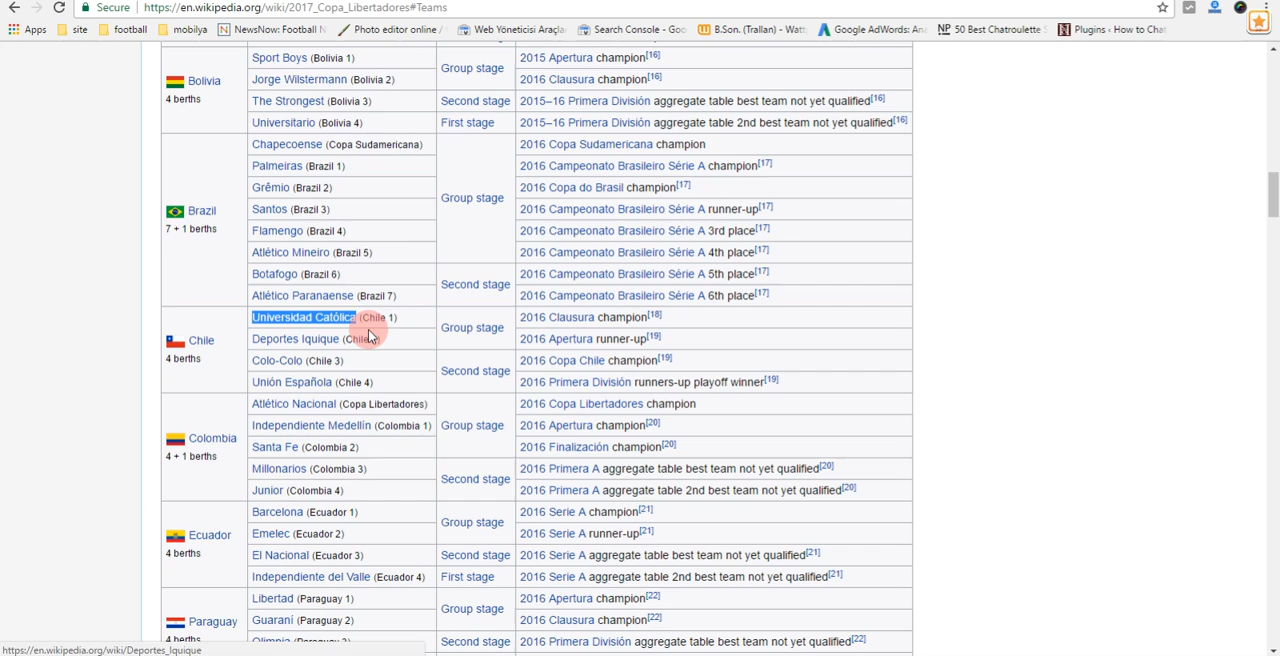 Secure https://en.wikipedia.org/wiki/2017_Copa_Libertadores#Teams
Apps site football mobilya NewsNow: Football N Photo editor online / Web Yöneticisi Araçlar Search Console - Goo B.Son. (Trallan) - Watt Google AdWords: Ana NP 50 Best Chatroulette S Plugins ‹ How to Chat
Sport Boys (Bolivia 1) 2015 Apertura champion[16]
Group stage
Bolivia Jorge Wilstermann (Bolivia 2) 2016 Clausura champion[16]
4 berths The Strongest (Bolivia 3) Second stage 2015–16 Primera División aggregate table best team not yet qualified[16]
Universitario (Bolivia 4) First stage 2015–16 Primera División aggregate table 2nd best team not yet qualified[16]
Chapecoense (Copa Sudamericana) 2016 Copa Sudamericana champion
Palmeiras (Brazil 1) 2016 Campeonato Brasileiro Série A champion[17]
Grêmio (Brazil 2) 2016 Copa do Brasil champion[17]
Group stage
Brazil Santos (Brazil 3) 2016 Campeonato Brasileiro Série A runner-up[17]
7 + 1 berths Flamengo (Brazil 4) 2016 Campeonato Brasileiro Série A 3rd place[17]
Atlético Mineiro (Brazil 5) 2016 Campeonato Brasileiro Série A 4th place[17]
Botafogo (Brazil 6) 2016 Campeonato Brasileiro Série A 5th place[17]
Second stage
Atlético Paranaense (Brazil 7) 2016 Campeonato Brasileiro Série A 6th place[17]
Universidad Católica (Chile 1) 2016 Clausura champion[18]
Group stage
Chile Deportes Iquique (Chile 2016 Apertura runner-up[19]
4 berths Colo-Colo (Chile 3) 2016 Copa Chile champion[19]
Second stage
Unión Española (Chile 4) 2016 Primera División runners-up playoff winner[19]
Atlético Nacional (Copa Libertadores) 2016 Copa Libertadores champion
Independiente Medellín (Colombia 1) Group stage 2016 Apertura champion[20]
Colombia Santa Fe (Colombia 2) 2016 Finalización champion[20]
4 + 1 berths Millonarios (Colombia 3) 2016 Primera A aggregate table best team not yet qualified[20]
Second stage
Junior (Colombia 4) 2016 Primera A aggregate table 2nd best team not yet qualified[20]
Barcelona (Ecuador 1) 2016 Serie A champion[21]
Group stage
Ecuador Emelec (Ecuador 2) 2016 Serie A runner-up[21]
4 berths El Nacional (Ecuador 3) Second stage 2016 Serie A aggregate table best team not yet qualified[21]
Independiente del Valle (Ecuador 4) First stage 2016 Serie A aggregate table 2nd best team not yet qualified[21]
Libertad (Paraguay 1) 2016 Apertura champion[22]
Group stage
Paraguay Guaraní (Paraguay 2) 2016 Clausura champion[22]
4 berths Olimpia (Paraguay 3) Second stage 2016 Primera División aggregate table best team not yet qualified[22]
https://en.wikipedia.org/wiki/Deportes_Iquique